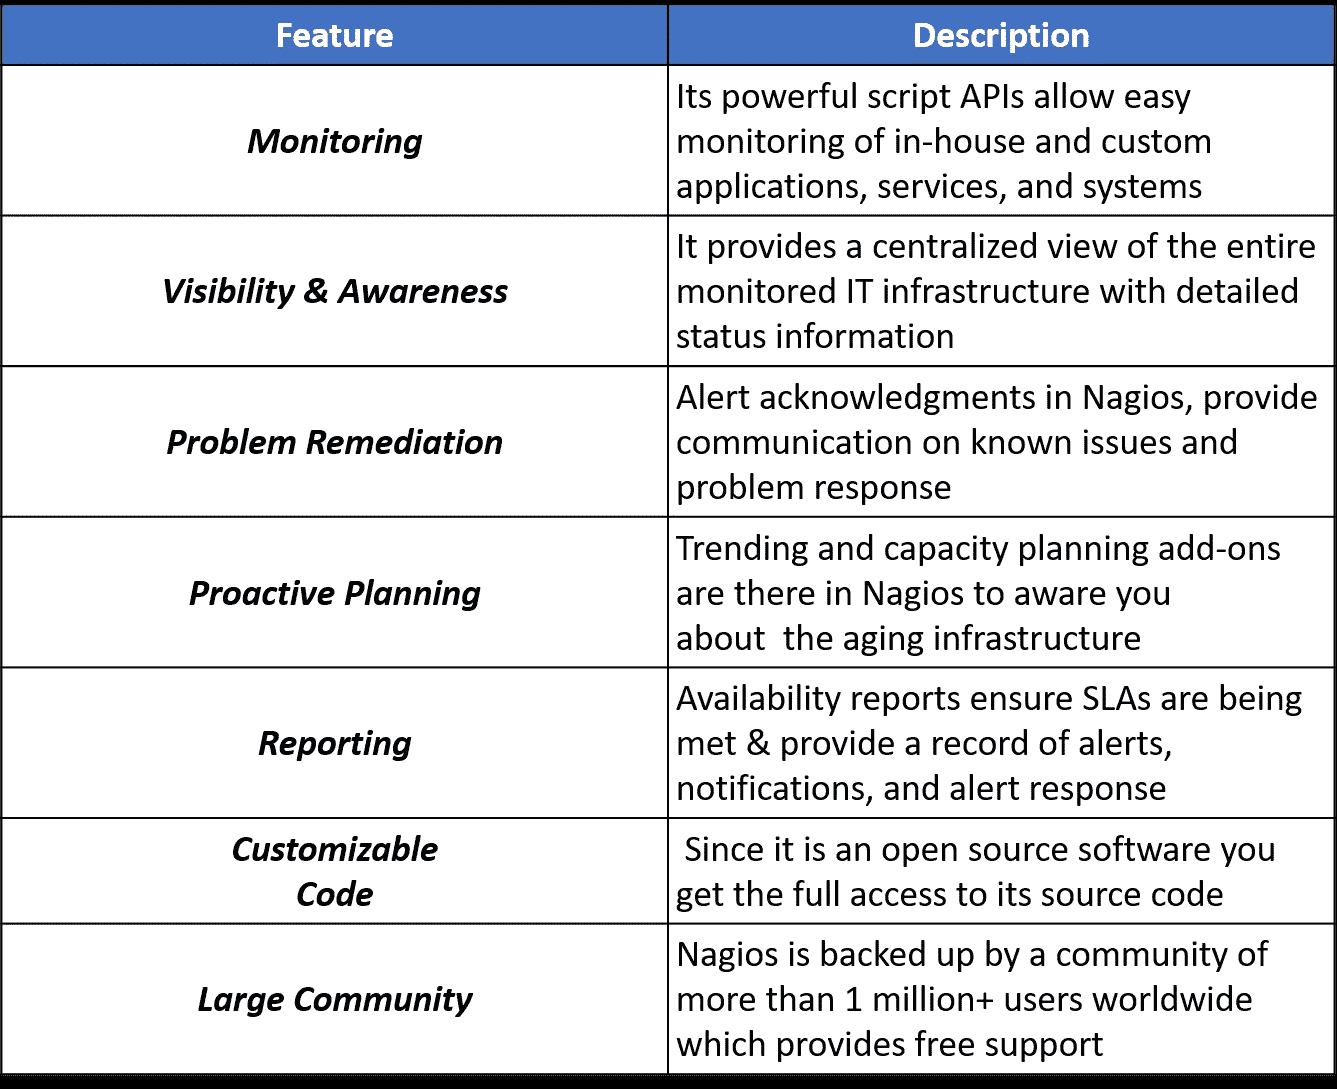 Feature
Description
Monitoring
Its powerful script APIs allow easy
monitoring of in-house and custom
applications, services, and systems
Visibility & Awareness
It provides a centralized view of the entire
monitored IT infrastructure with detailed
status information
Problem Remediation
Alert acknowledgments in Nagios, provide
communication on known issues and
problem response
Proactive Planning
Trending and capacity planning add-ons
are there in Nagios to aware you
about  the aging infrastructure
Reporting
Availability reports ensure SLAs are being
met & provide a record of alerts,
notifications, and alert response
Customizable
Code
Since it is an open source software you
get the full access to its source code
Large Community
Nagios is backed up by a community of
more than 1 million+ users worldwide
which provides free support